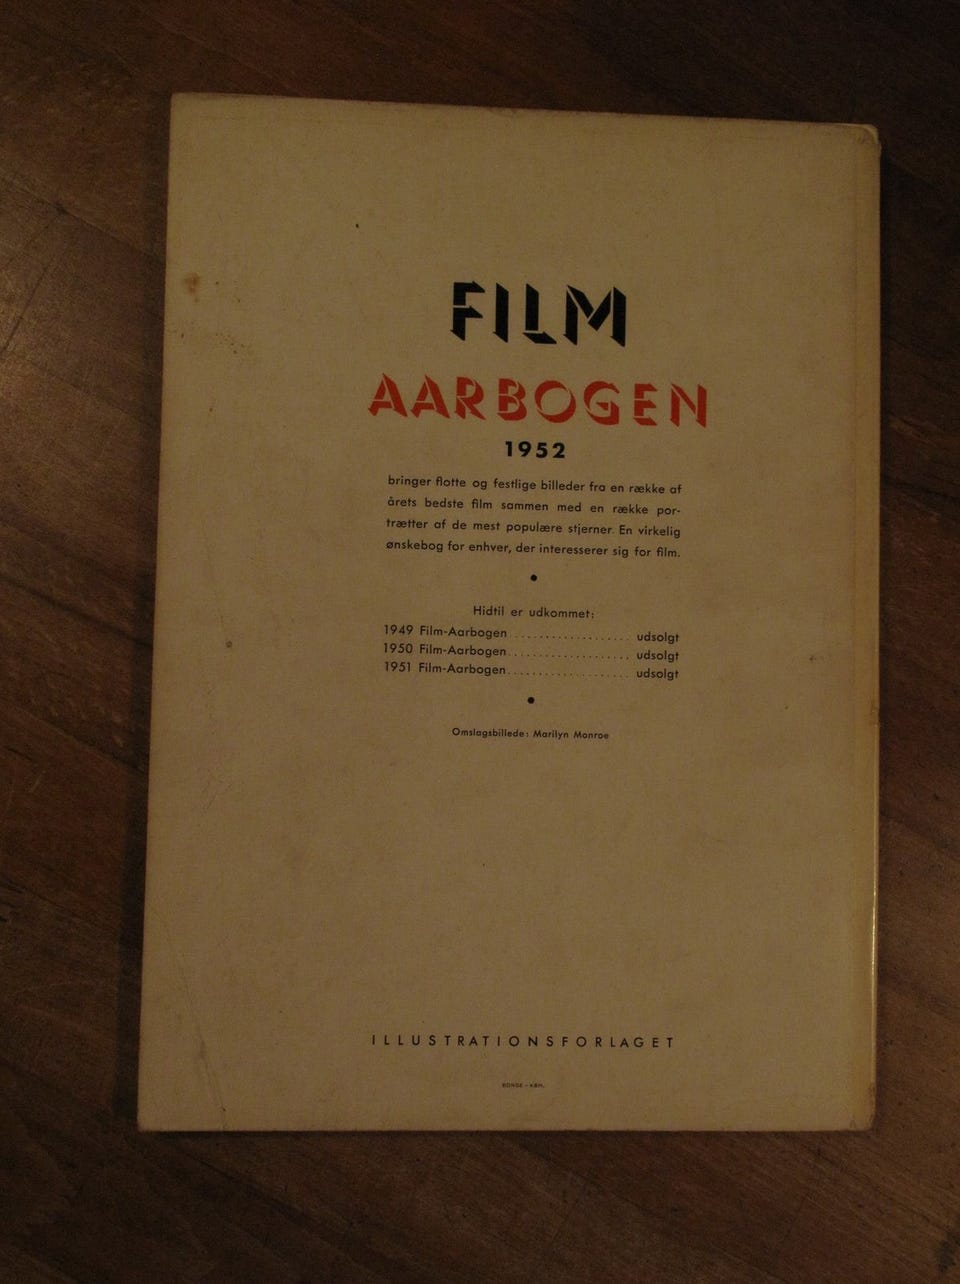 FILM
AARBOGEN
1952
bringer flotte og festlige billeder fra en række af
årets bedste film sammen med en række por-
trætter af de mest populære stjerner. En virkelig
ønskebog for enhver, der interesserer sig for film.
Hidtil er udkommet:
1949 Film-Aarbogen .................... udsolgt
1950 Film-Aarbogen .................... udsolgt
1951 Film-Aarbogen .................... udsolgt
Omslagsbillede: Marilyn Monroe
ILLUSTRATIONSFORLAGET
BONDE - KBH.